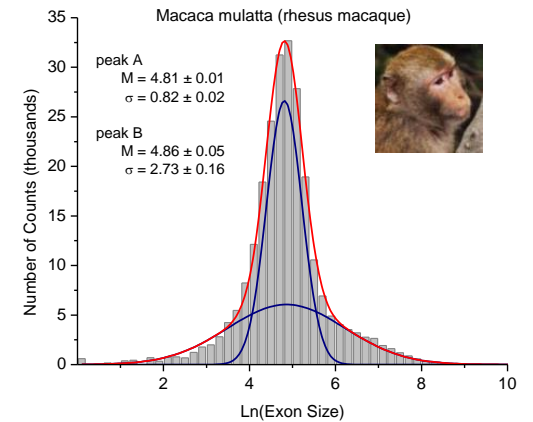 Macaca mulatta (rhesus macaque)
peak A
M = 4.81 ± 0.01
σ = 0.82 ± 0.02
peak B
M = 4.86 ± 0.05
σ = 2.73 ± 0.16
Number of Counts (thousands)
35
30
25
20
15
10
5
0
2
4
6
8
10
Ln(Exon Size)